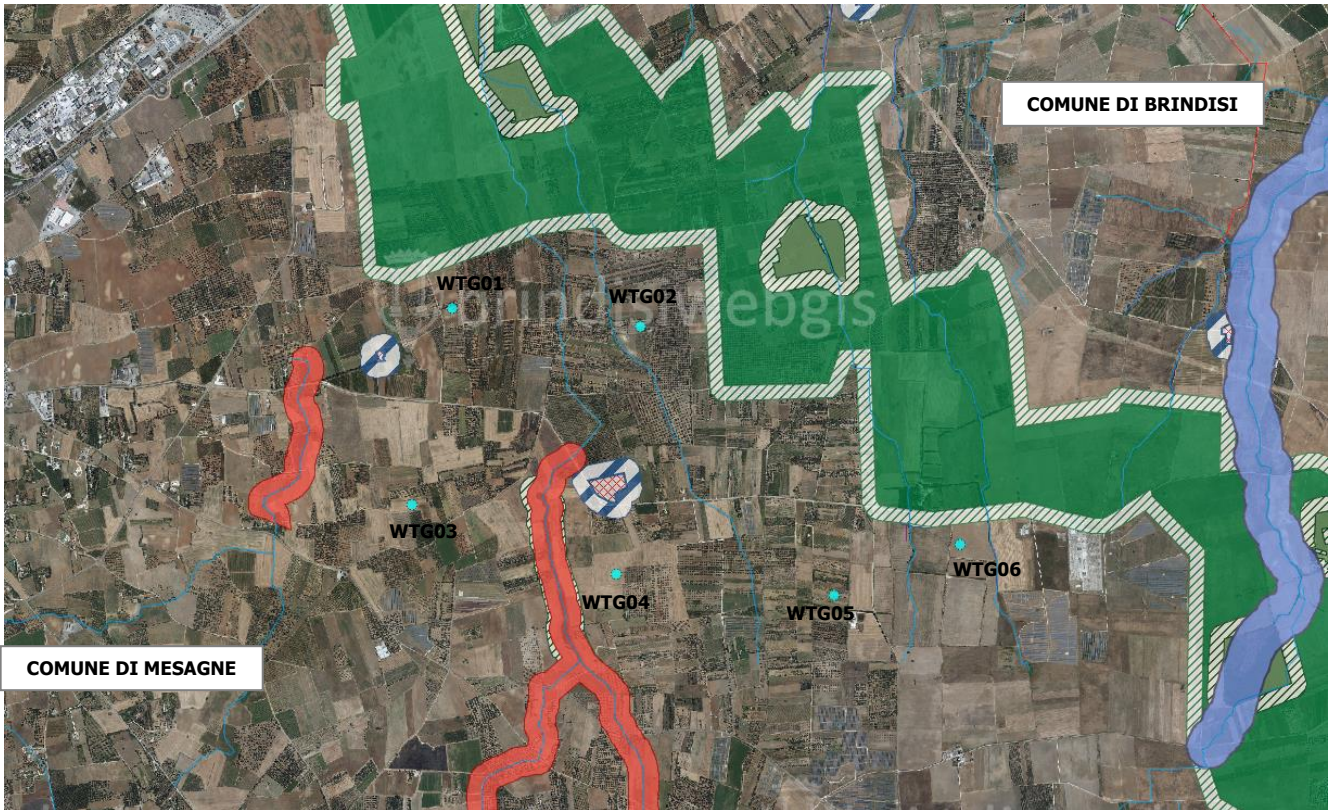 COMUNE DI BRINDISI
WTG01
WTG02
brindisiwebgis
WTG03
WTG04
WTG05
WTG06
COMUNE DI MESAGNE